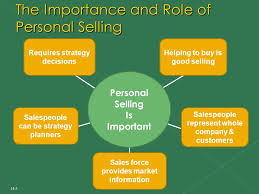 The Importance and Role of
Personal Selling
Requires strategy
decisions
Helping to buy is
good selling
Personal
Selling
Is
Important
Salespeople
can be strategy
planners
Salespeople
represent whole
company &
customers
Sales force
provides market
information